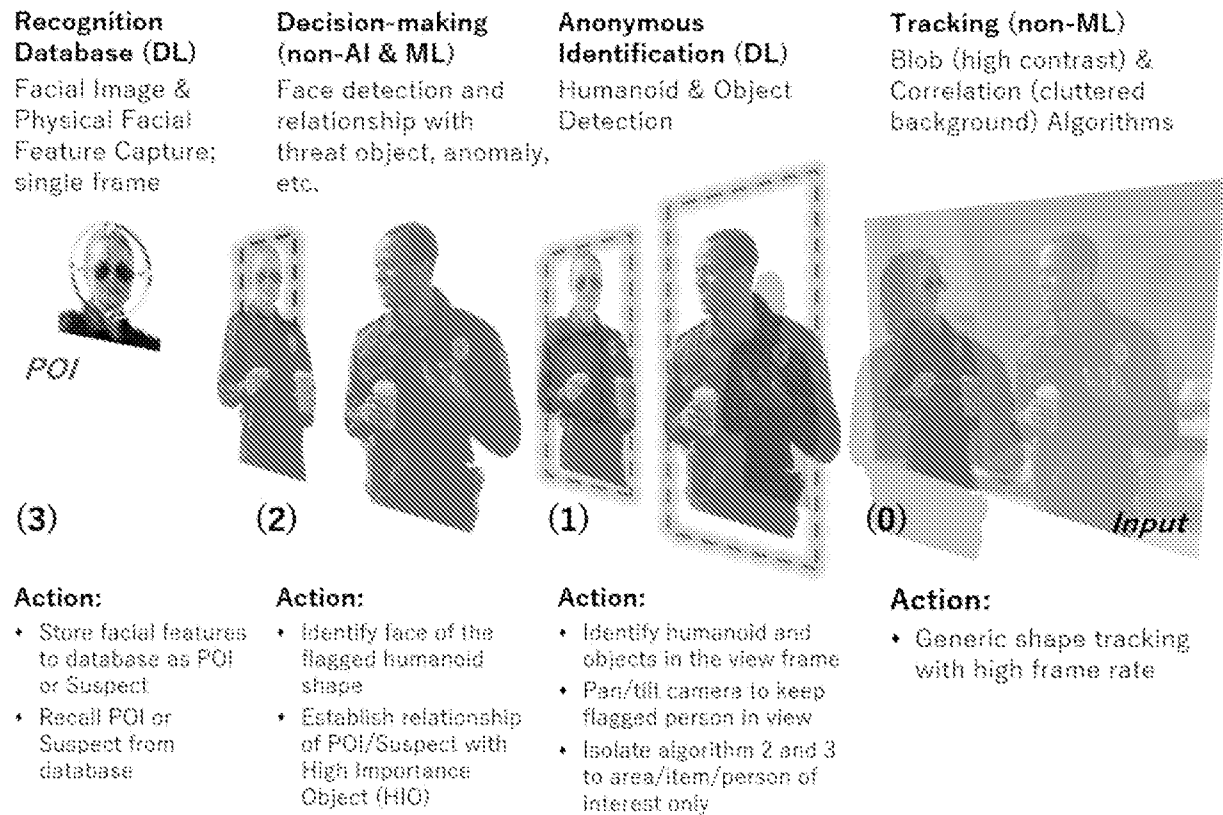 Recognition
Database (DL)
Facial Image &
Physical Facial
Feature Capture;
single frame
Decision-making
(non-AI & ML)
Face detection and
relationship with
threat object, anomaly,
etc.
Anonymous
Identification (DL)
Humanoid & Object
Detection
Tracking (non-ML)
Blob (high contrast) &
Correlation (cluttered
background) Algorithms
POI
(3)
(2)
(1)
(0)
Input
Action:
• Store facial features
to database as POI
or Suspect
• Recall POI or
Suspect from
database
Action:
• Identify face of the
flagged humanoid
shape
• Establish relationship
of POI/Suspect with
High Importance
Object (HIO)
Action:
• Identify humanoid and
objects in the view frame
• Pan/tilt camera to keep
flagged person in view
• Isolate algorithm 2 and 3
to area/item/person of
interest only
Action:
• Generic shape tracking
with high frame rate